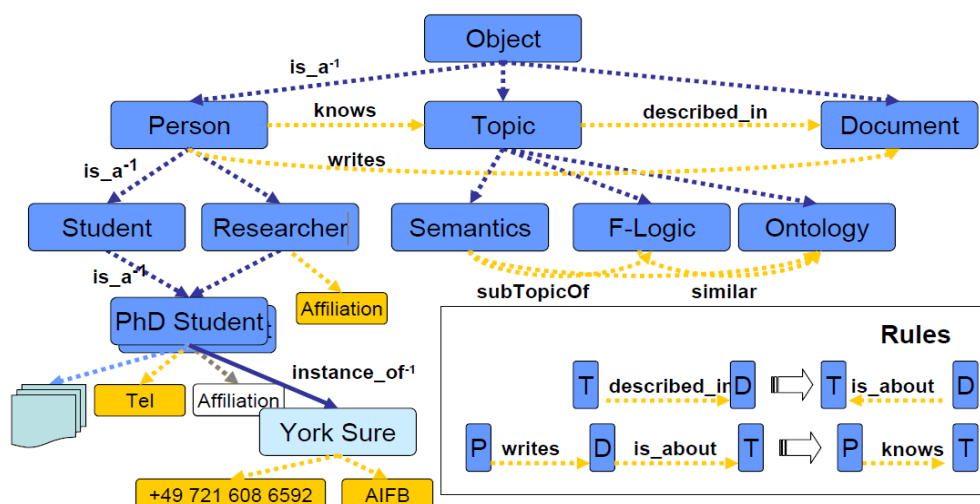 Object
is_a-1
knows
described_in
Person
Topic
Document
writes
is_a-1
Student
Researcher
Semantics
F-Logic
Ontology
is_a-1
subTopicOf
similar
Affiliation
PhD Student
t
Rules
instance_of-1
T
described_in
D
T
is_about
D
Tel
Affiliation
York Sure
P
writes
D
is_about
T
P
knows
T
+49 721 608 6592
AIFB